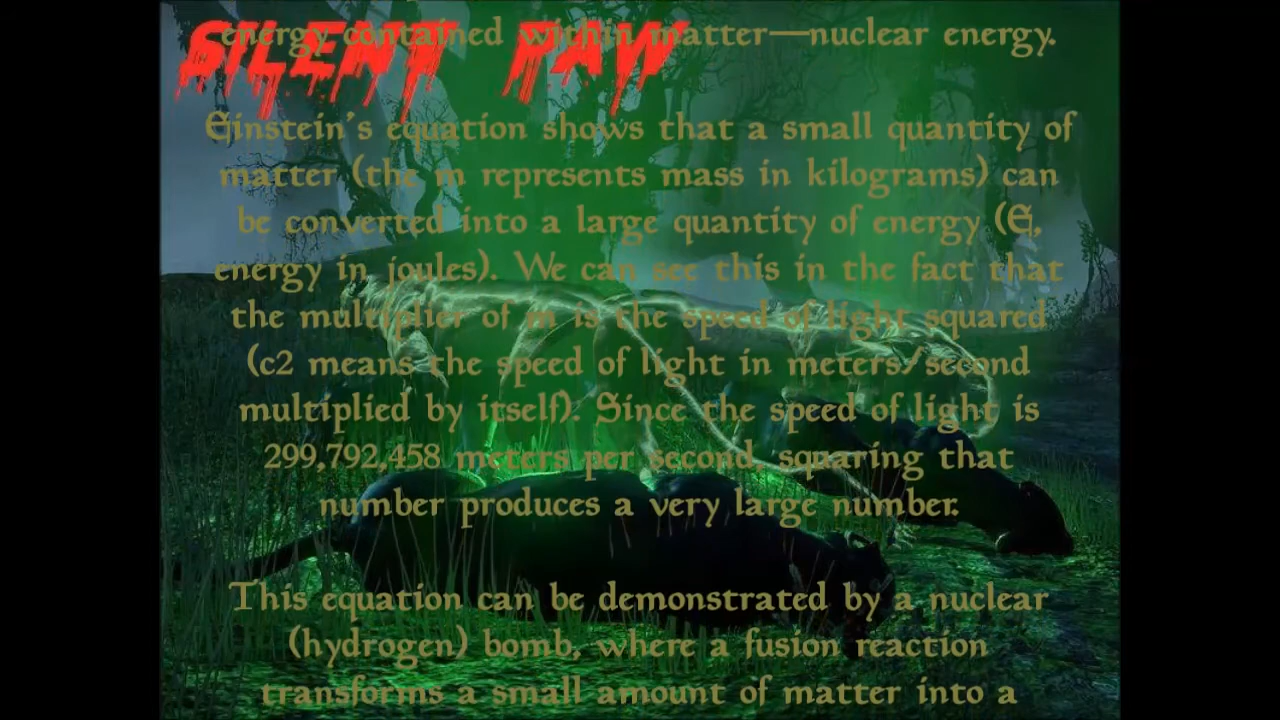 SILENT RAW
energy contained within matter—nuclear energy.
Einstein's equation shows that a small quantity of
matter (the m represents mass in kilograms) can
be converted into a large quantity of energy (E,
energy in joules). We can see this in the fact that
the multiplier of m is the speed of light squared
(c2 means the speed of light in meters/second
multiplied by itself). Since the speed of light is
299,792,458 meters per second, squaring that
number produces a very large number.
This equation can be demonstrated by a nuclear
(hydrogen) bomb, where a fusion reaction
transforms a small amount of matter into a